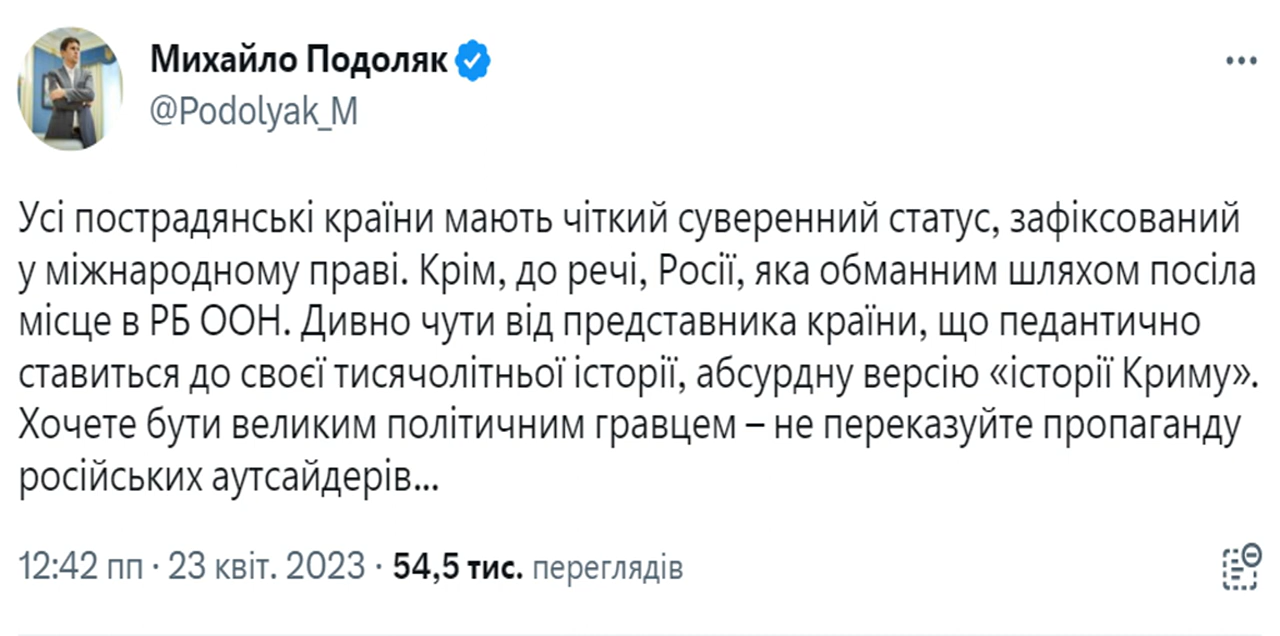 Михайло Подоляк
@Podolyak_M
Усі пострадянські країни мають чіткий суверенний статус, зафіксований
у міжнародному праві. Крім, до речі, Росії, яка обманним шляхом посіла
місце в РБ ООН. Дивно чути від представника країни, що педантично
ставиться до своєї тисячолітньої історії, абсурдну версію «історії Криму».
Хочете бути великим політичним гравцем – не переказуйте пропаганду
російських аутсайдерів...
12:42 пп · 23 квіт. 2023 · 54,5 тис. переглядів